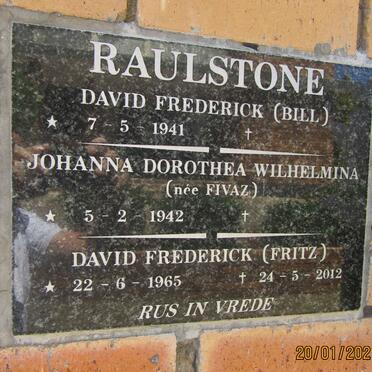 RAULSTONE
DAVID FREDERICK (BILL)
★ 7-5 1941 †
JOHANNA DOROTHEA WILHELMINA
(née FIVAZ)
★ 5-2-1942 †
DAVID FREDERICK (FRITZ)
★ 22-6-1965 † 24-5-2012
RUS IN VREDE
20/01/202